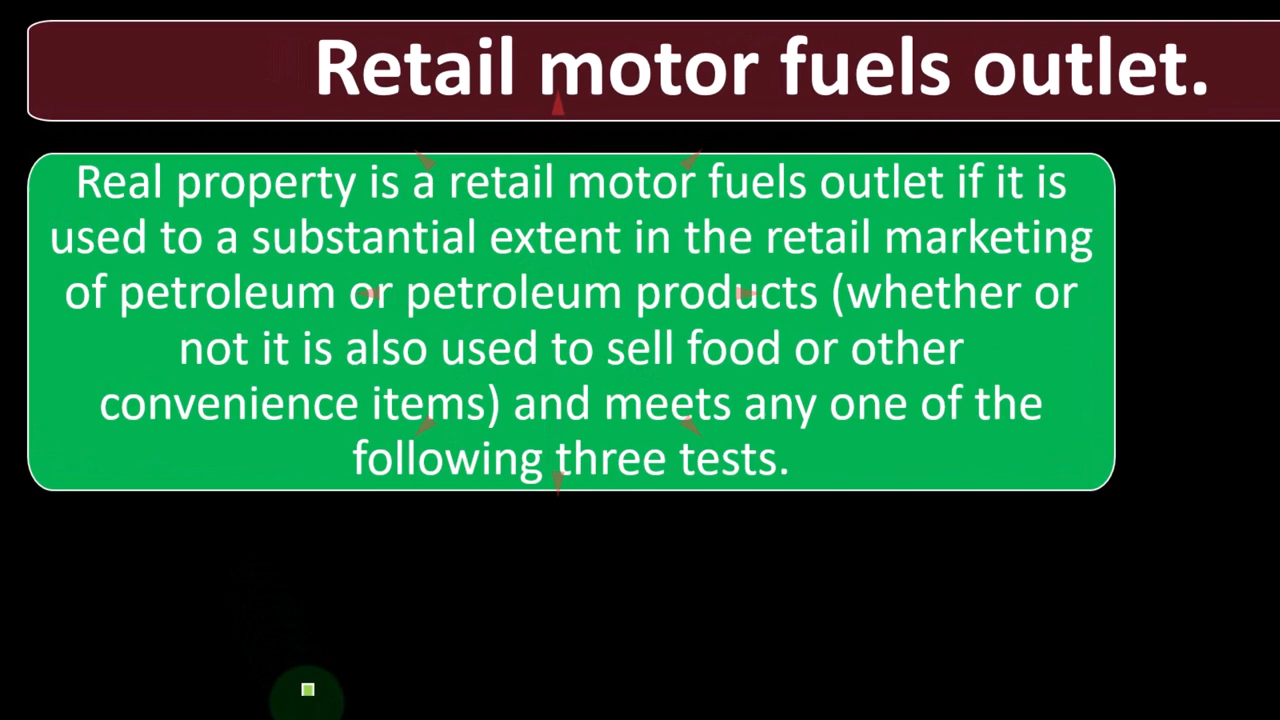 Retail motor fuels outlet.
Real property is a retail motor fuels outlet if it is
used to a substantial extent in the retail marketing
of petroleum or petroleum products (whether or
not it is also used to sell food or other
convenience items) and meets any one of the
following three tests.